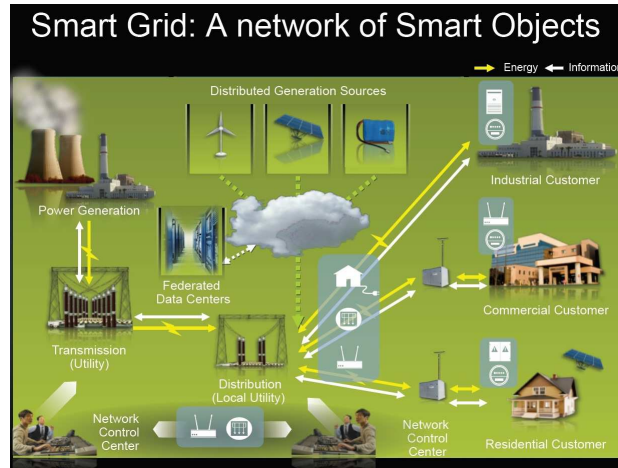 Smart Grid: A network of Smart Objects
Energy
Information
Distributed Generation Sources
Power Generation
Industrial Customer
Federated
Data Centers
Commercial Customer
Transmission
(Utility)
Distribution
(Local Utility)
Network
Control
Center
Network
Control
Center
Residential Customer